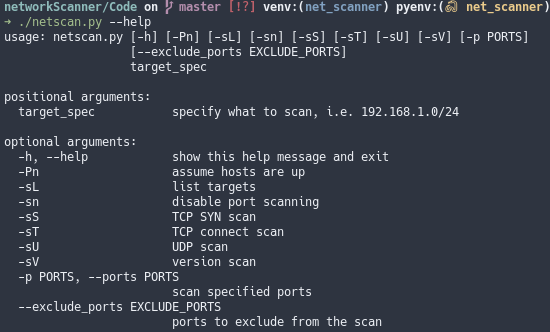 networkScanner/Code on master [!?] venv:(net_scanner) pyenv:( net_scanner)
➜ ./netscan.py --help
usage: netscan.py [-h] [-Pn] [-sL] [-sn] [-sS] [-sT] [-sU] [-sV] [-p PORTS]
                  [--exclude_ports EXCLUDE_PORTS]
                  target_spec

positional arguments:
  target_spec           specify what to scan, i.e. 192.168.1.0/24

optional arguments:
  -h, --help            show this help message and exit
  -Pn                   assume hosts are up
  -sL                   list targets
  -sn                   disable port scanning
  -sS                   TCP SYN scan
  -sT                   TCP connect scan
  -sU                   UDP scan
  -sV                   version scan
  -p PORTS, --ports PORTS
                        scan specified ports
  --exclude_ports EXCLUDE_PORTS
                        ports to exclude from the scan